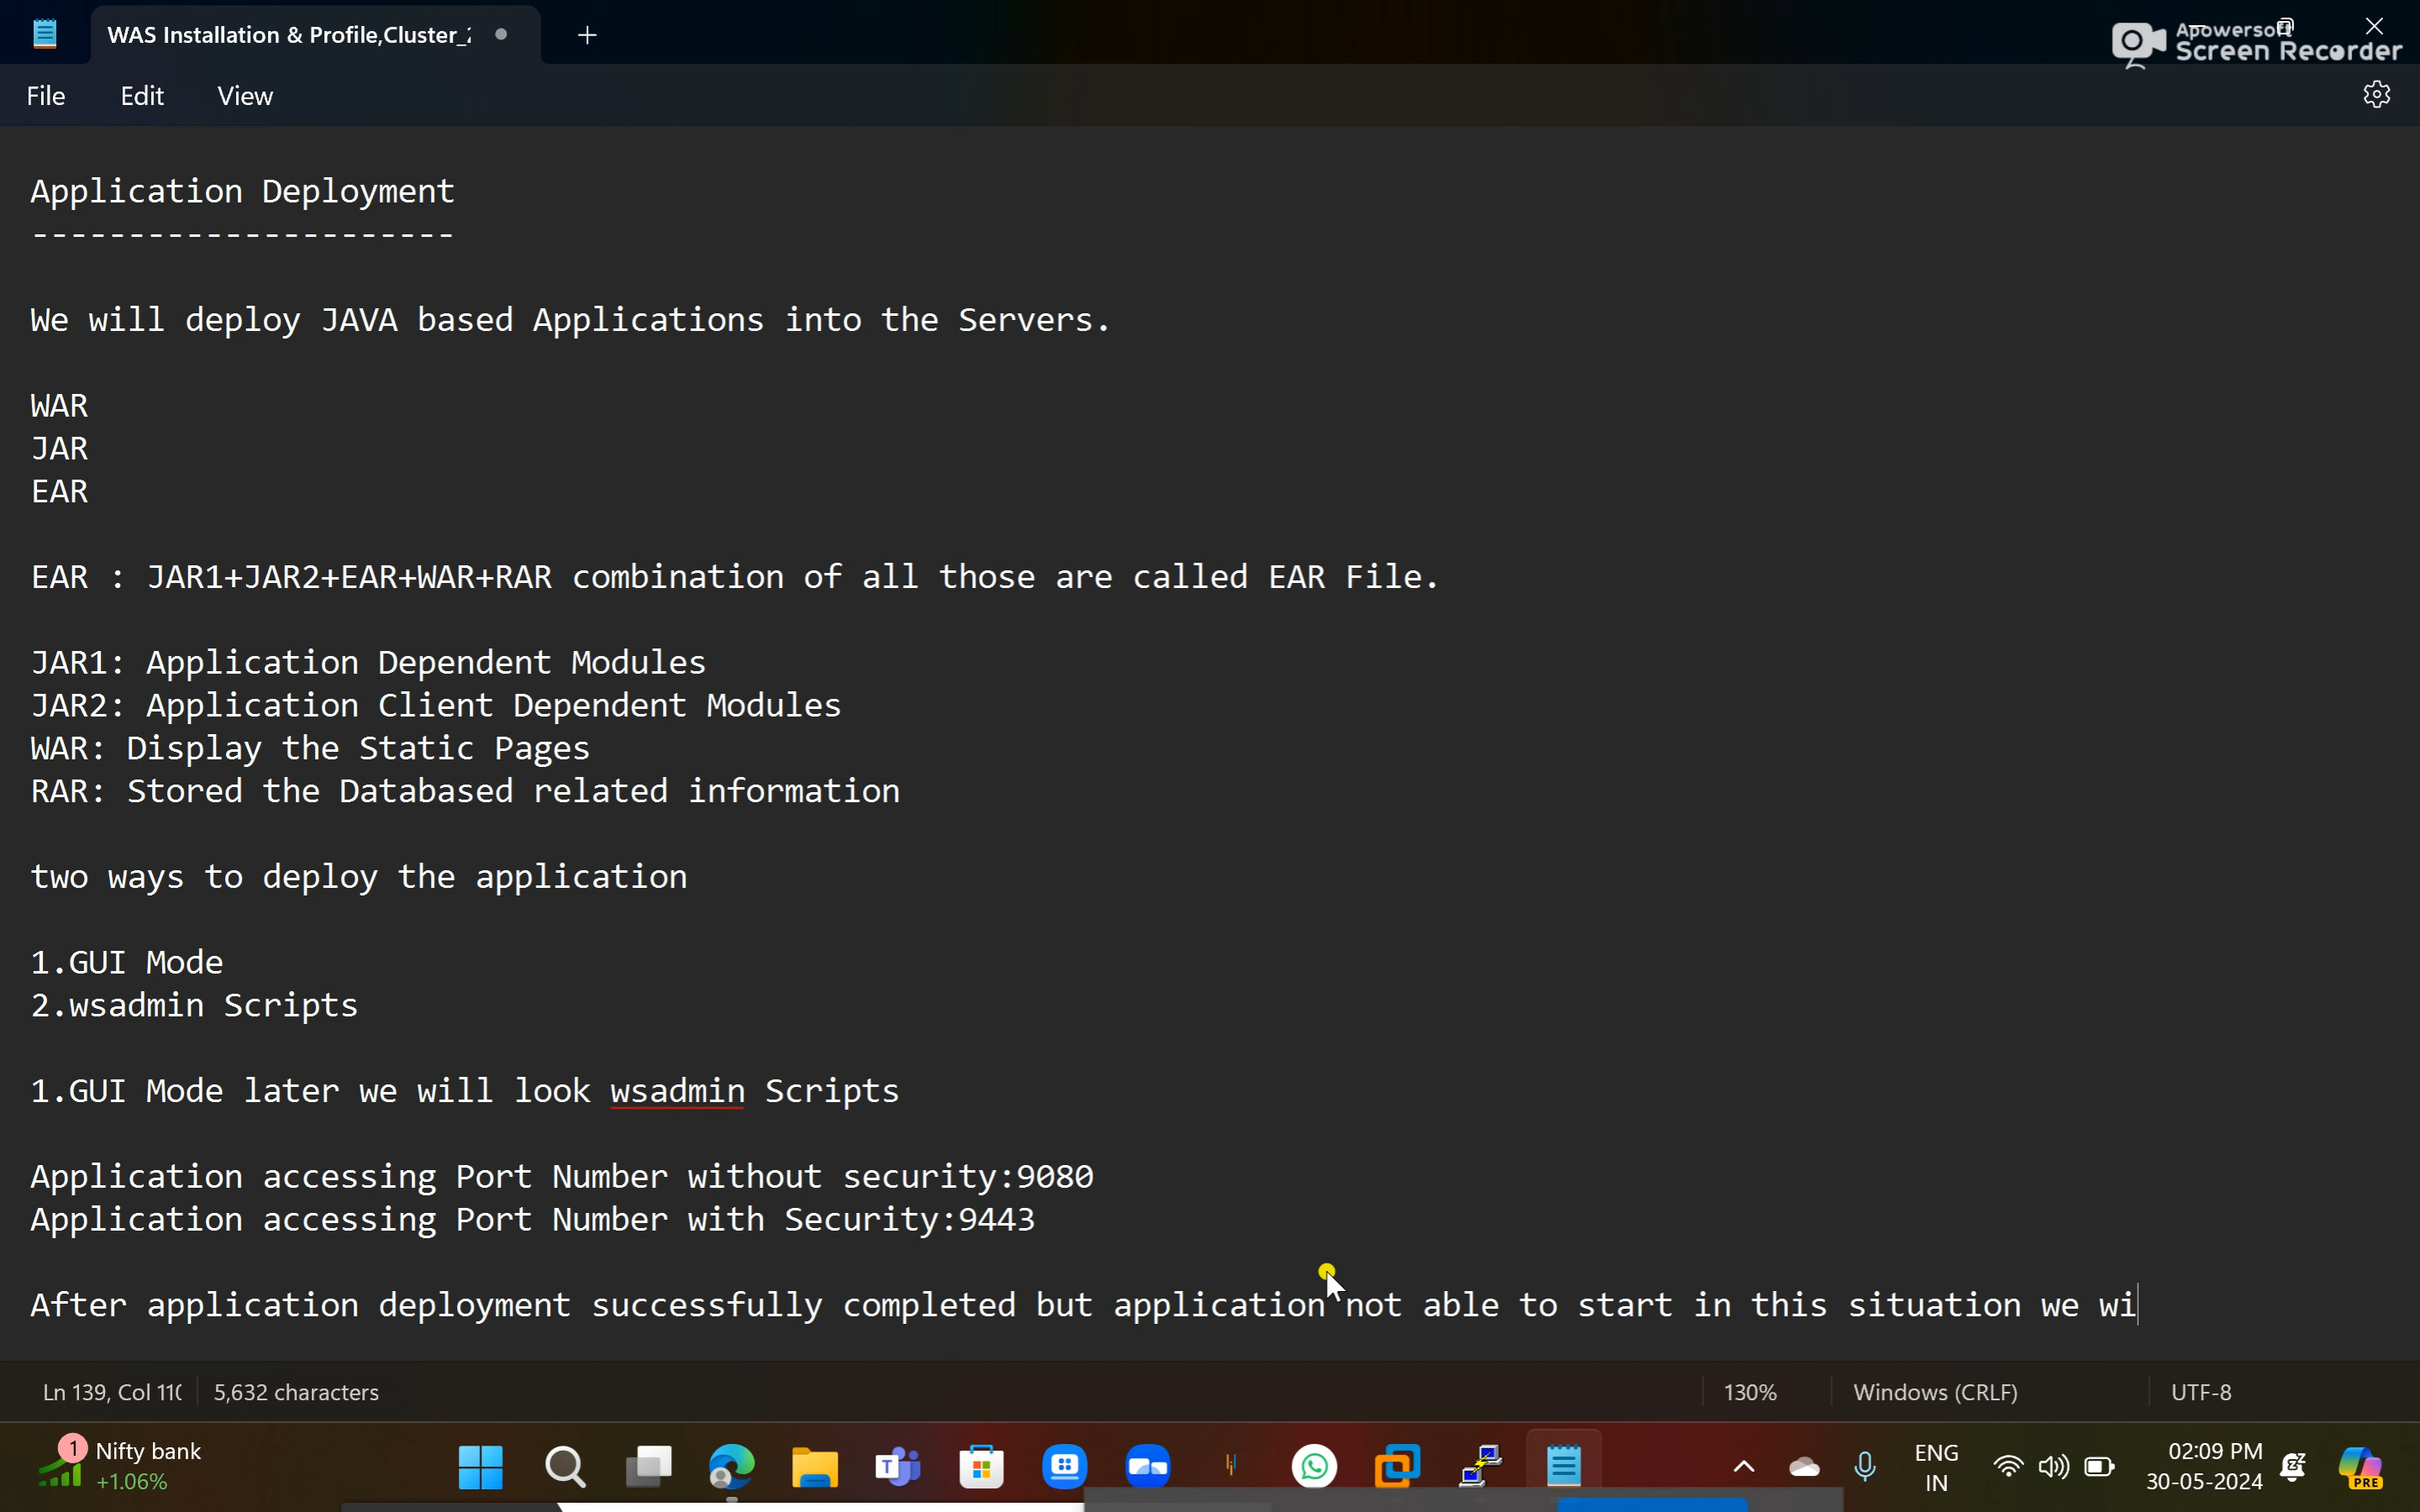 WAS Installation & Profile,Cluster_
Apowersoft
Screen Recorder
File Edit View
Application Deployment
----------------------
We will deploy JAVA based Applications into the Servers.
WAR
JAR
EAR
EAR : JAR1+JAR2+EAR+WAR+RAR combination of all those are called EAR File.
JAR1: Application Dependent Modules
JAR2: Application Client Dependent Modules
WAR: Display the Static Pages
RAR: Stored the Databased related information
two ways to deploy the application
1.GUI Mode
2.wsadmin Scripts
1.GUI Mode later we will look wsadmin Scripts
Application accessing Port Number without security:9080
Application accessing Port Number with Security:9443
After application deployment successfully completed but application not able to start in this situation we wi
Ln 139, Col 110 5,632 characters 130% Windows (CRLF) UTF-8
1 Nifty bank
+1.06%
ENG
IN
02:09 PM
30-05-2024
PRE